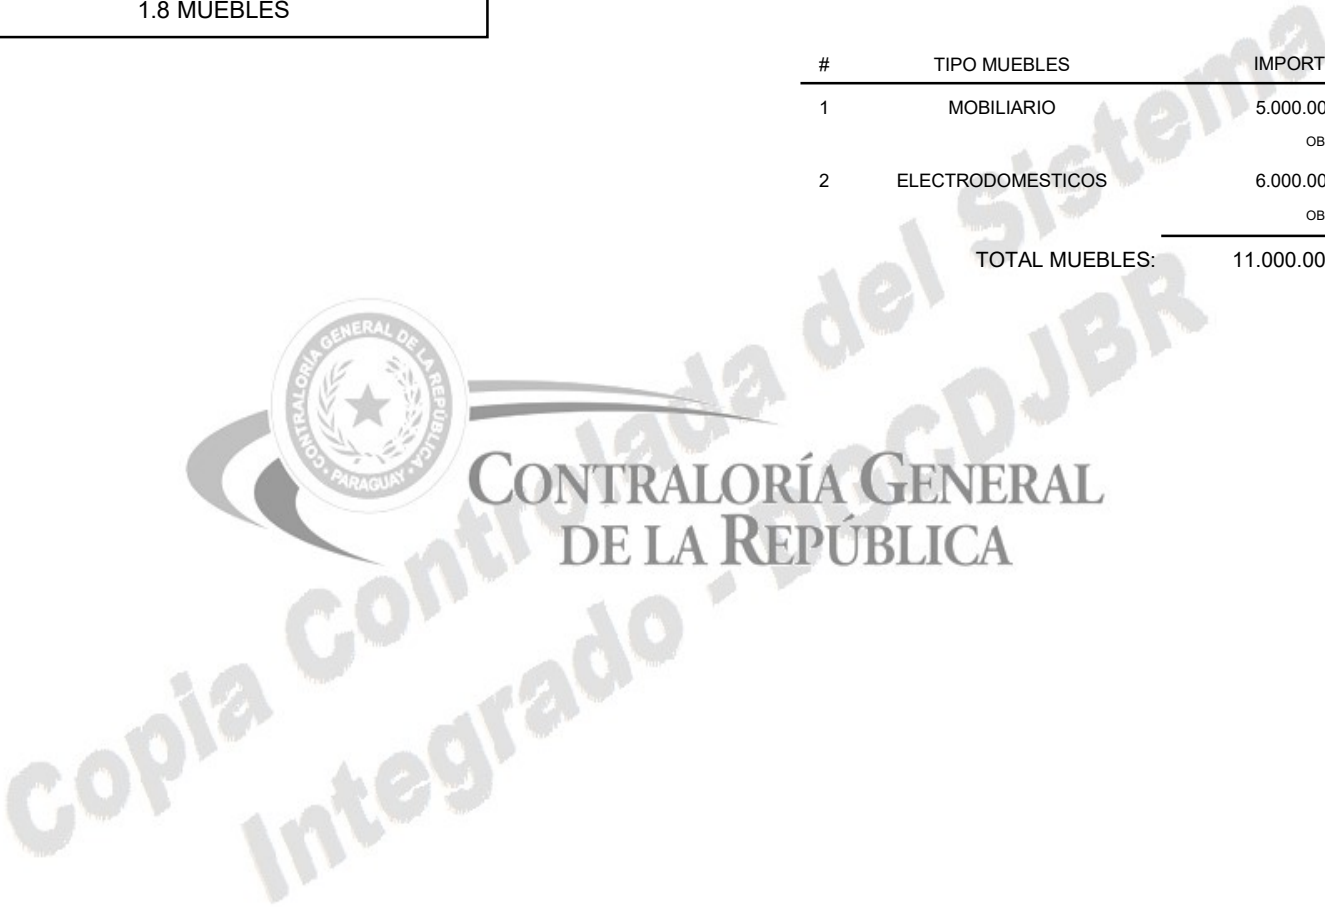 1.8 MUEBLES
# TIPO MUEBLES IMPORT
1 MOBILIARIO 5.000.00
OB
2 ELECTRODOMESTICOS 6.000.00
OB
TOTAL MUEBLES: 11.000.00
CONTRALORÍA GENERAL DE LA REPÚBLICA
PARAGUAY
CONTRALORÍA GENERAL
DE LA REPÚBLICA
Copia Controlada del Sistema
Integrado - DGCDJBR